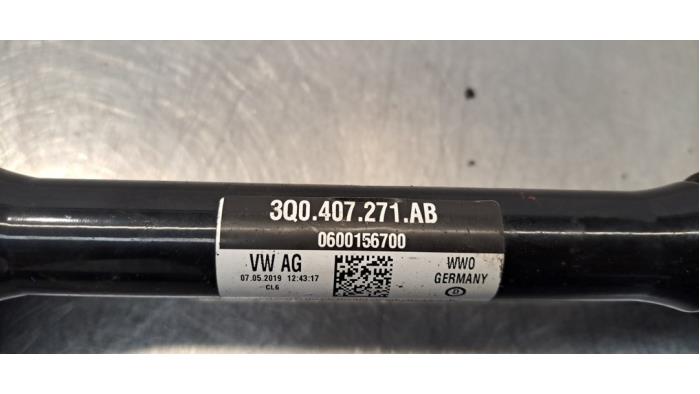 3Q0.407.271.AB
0600156700
VW AG
07.05.2019 12:43:17
CL6
WWO
GERMANY